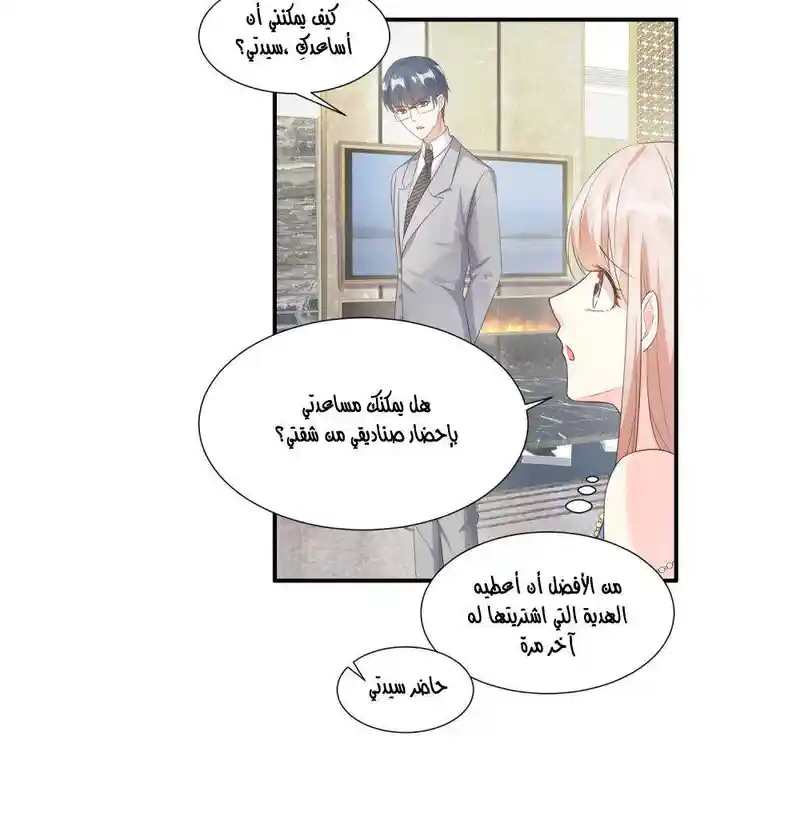 كيف يمكنني أن
أساعدكِ ،سيدتي؟
هل يمكنك مساعدتي
بإحضار صناديقي من شقتي؟
من الأفضل أن أعطيه
الهدية التي اشتريتها له
آخر مرة
حاضر سيدتي